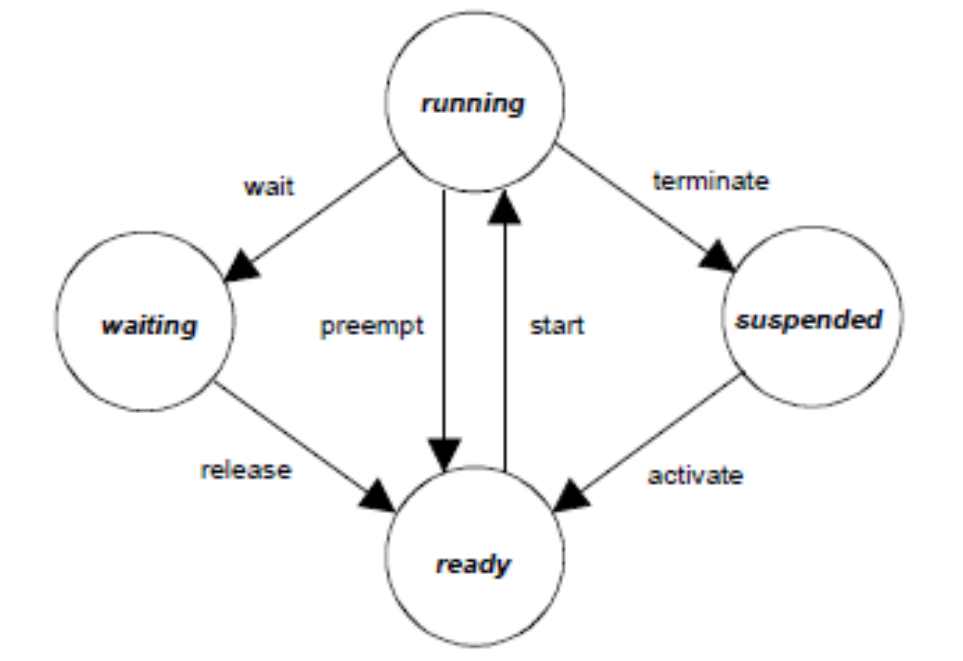 running
wait
terminate
waiting
preempt
start
suspended
release
activate
ready